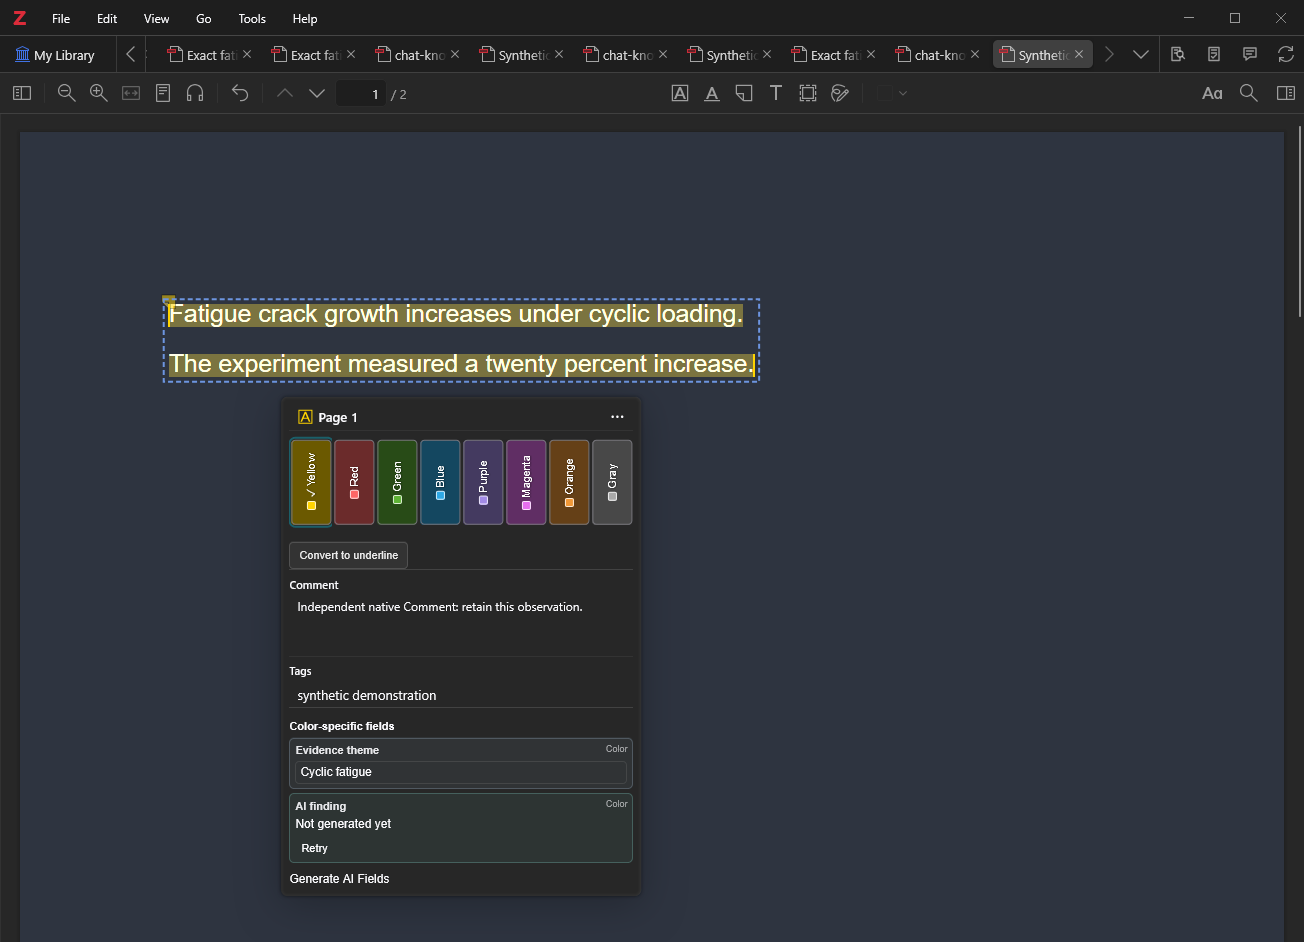 Z File Edit View Go Tools Help
My Library Exact fati Exact fati chat-kno Synthetic chat-kno Synthetic Exact fati chat-kno Synthetic
1 / 2 A A T Aa
Fatigue crack growth increases under cyclic loading.
The experiment measured a twenty percent increase.
A Page 1
✓ Yellow
Red
Green
Blue
Purple
Magenta
Orange
Gray
Convert to underline
Comment
Independent native Comment: retain this observation.
Tags
synthetic demonstration
Color-specific fields
Evidence theme Color
Cyclic fatigue
AI finding Color
Not generated yet
Retry
Generate AI Fields